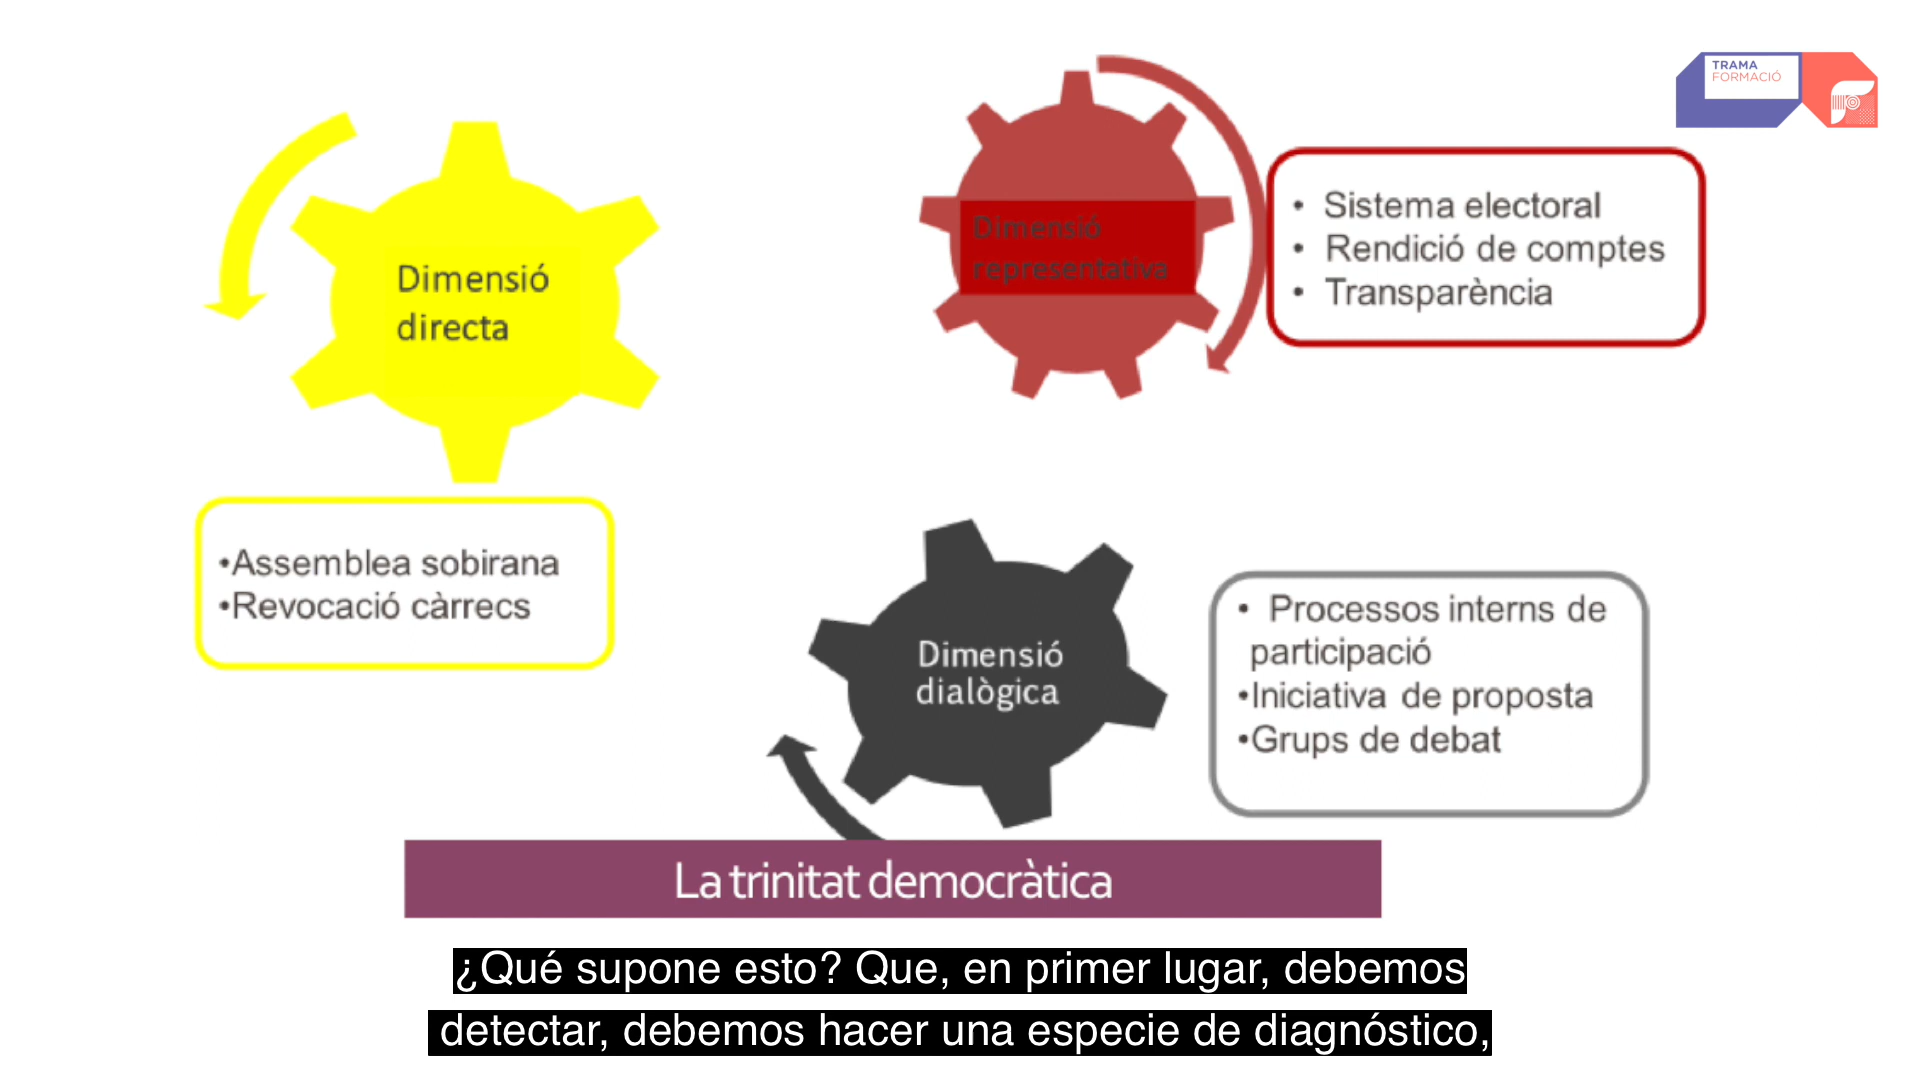 TRAMA
FORMACIÓ
Dimensió
directa
Dimensió
representativa
• Sistema electoral
• Rendició de comptes
• Transparència
•Assemblea sobirana
•Revocació càrrecs
Dimensió
dialògica
• Processos interns de
participació
•Iniciativa de proposta
•Grups de debat
La trinitat democràtica
¿Qué supone esto? Que, en primer lugar, debemos
detectar, debemos hacer una especie de diagnóstico,